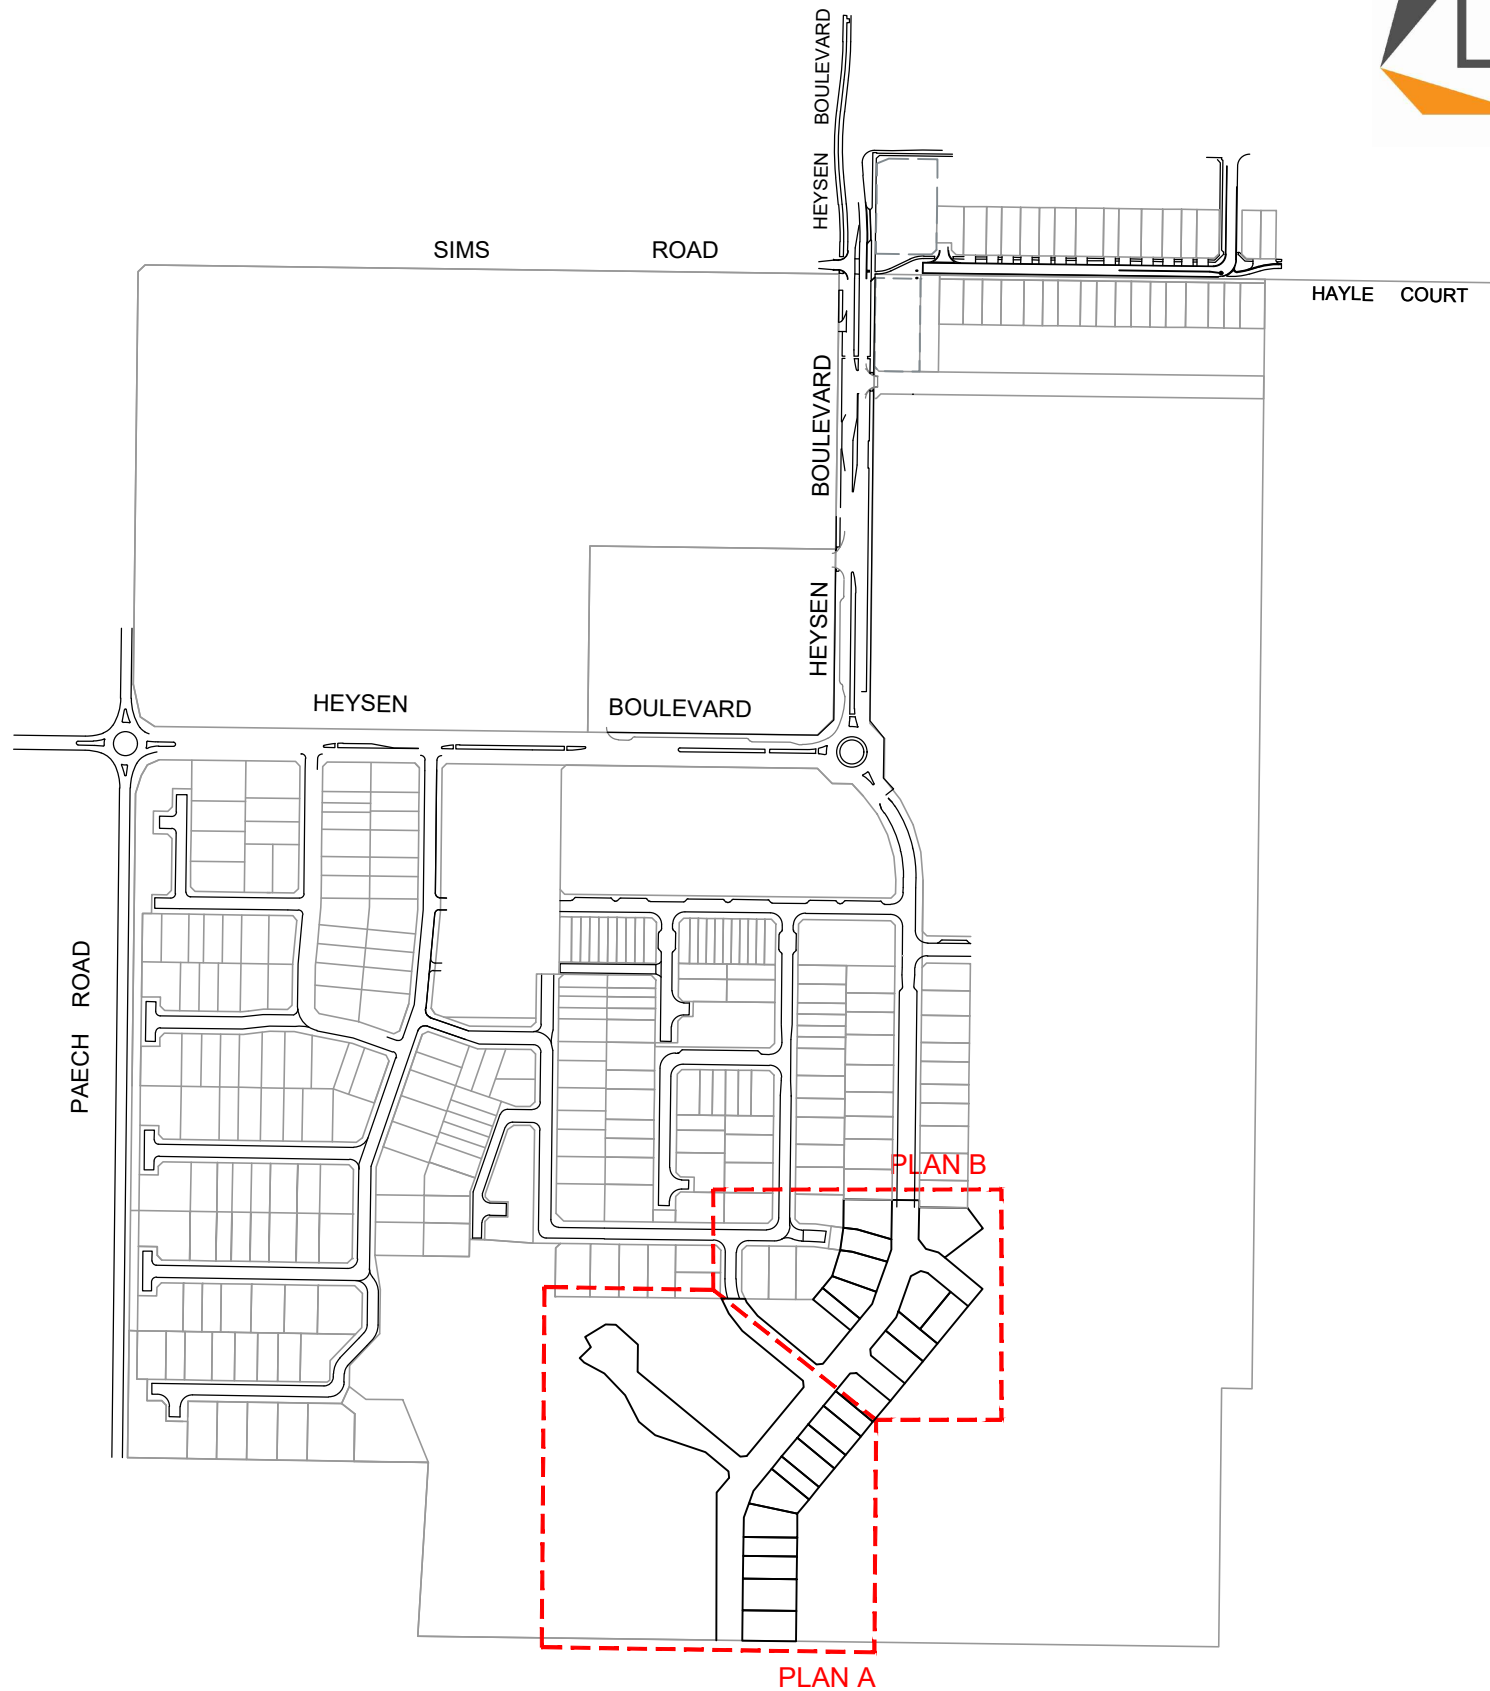 HEYSEN BOULEVARD
SIMS ROAD
HAYLE COURT
HEYSEN BOULEVARD
HEYSEN BOULEVARD
PAECH ROAD
PLAN B
PLAN A